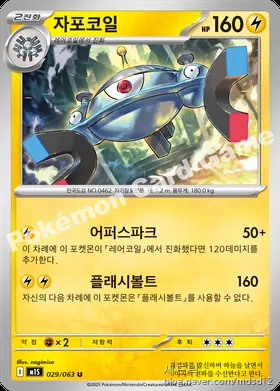 2진화 자포코일 HP 160
레어코일에서 진화
Pokémon Card Game
전국도감 NO.0462 자기장 1.2 m 몸무게: 180.0 kg
어퍼스파크 50+
이 차례에 이 포켓몬이 「레어코일」에서 진화했다면 120데미지를
추가한다.
플래시볼트 160
자신의 다음 차례에 이 포켓몬은 「플래시볼트」를 사용할 수 없다.
약점 ×2 저항력 후퇴
Illus. nagimiso
m1S 029/063 U
©2025 Pokémon/Nintendo/Creatures/GAME FREAK